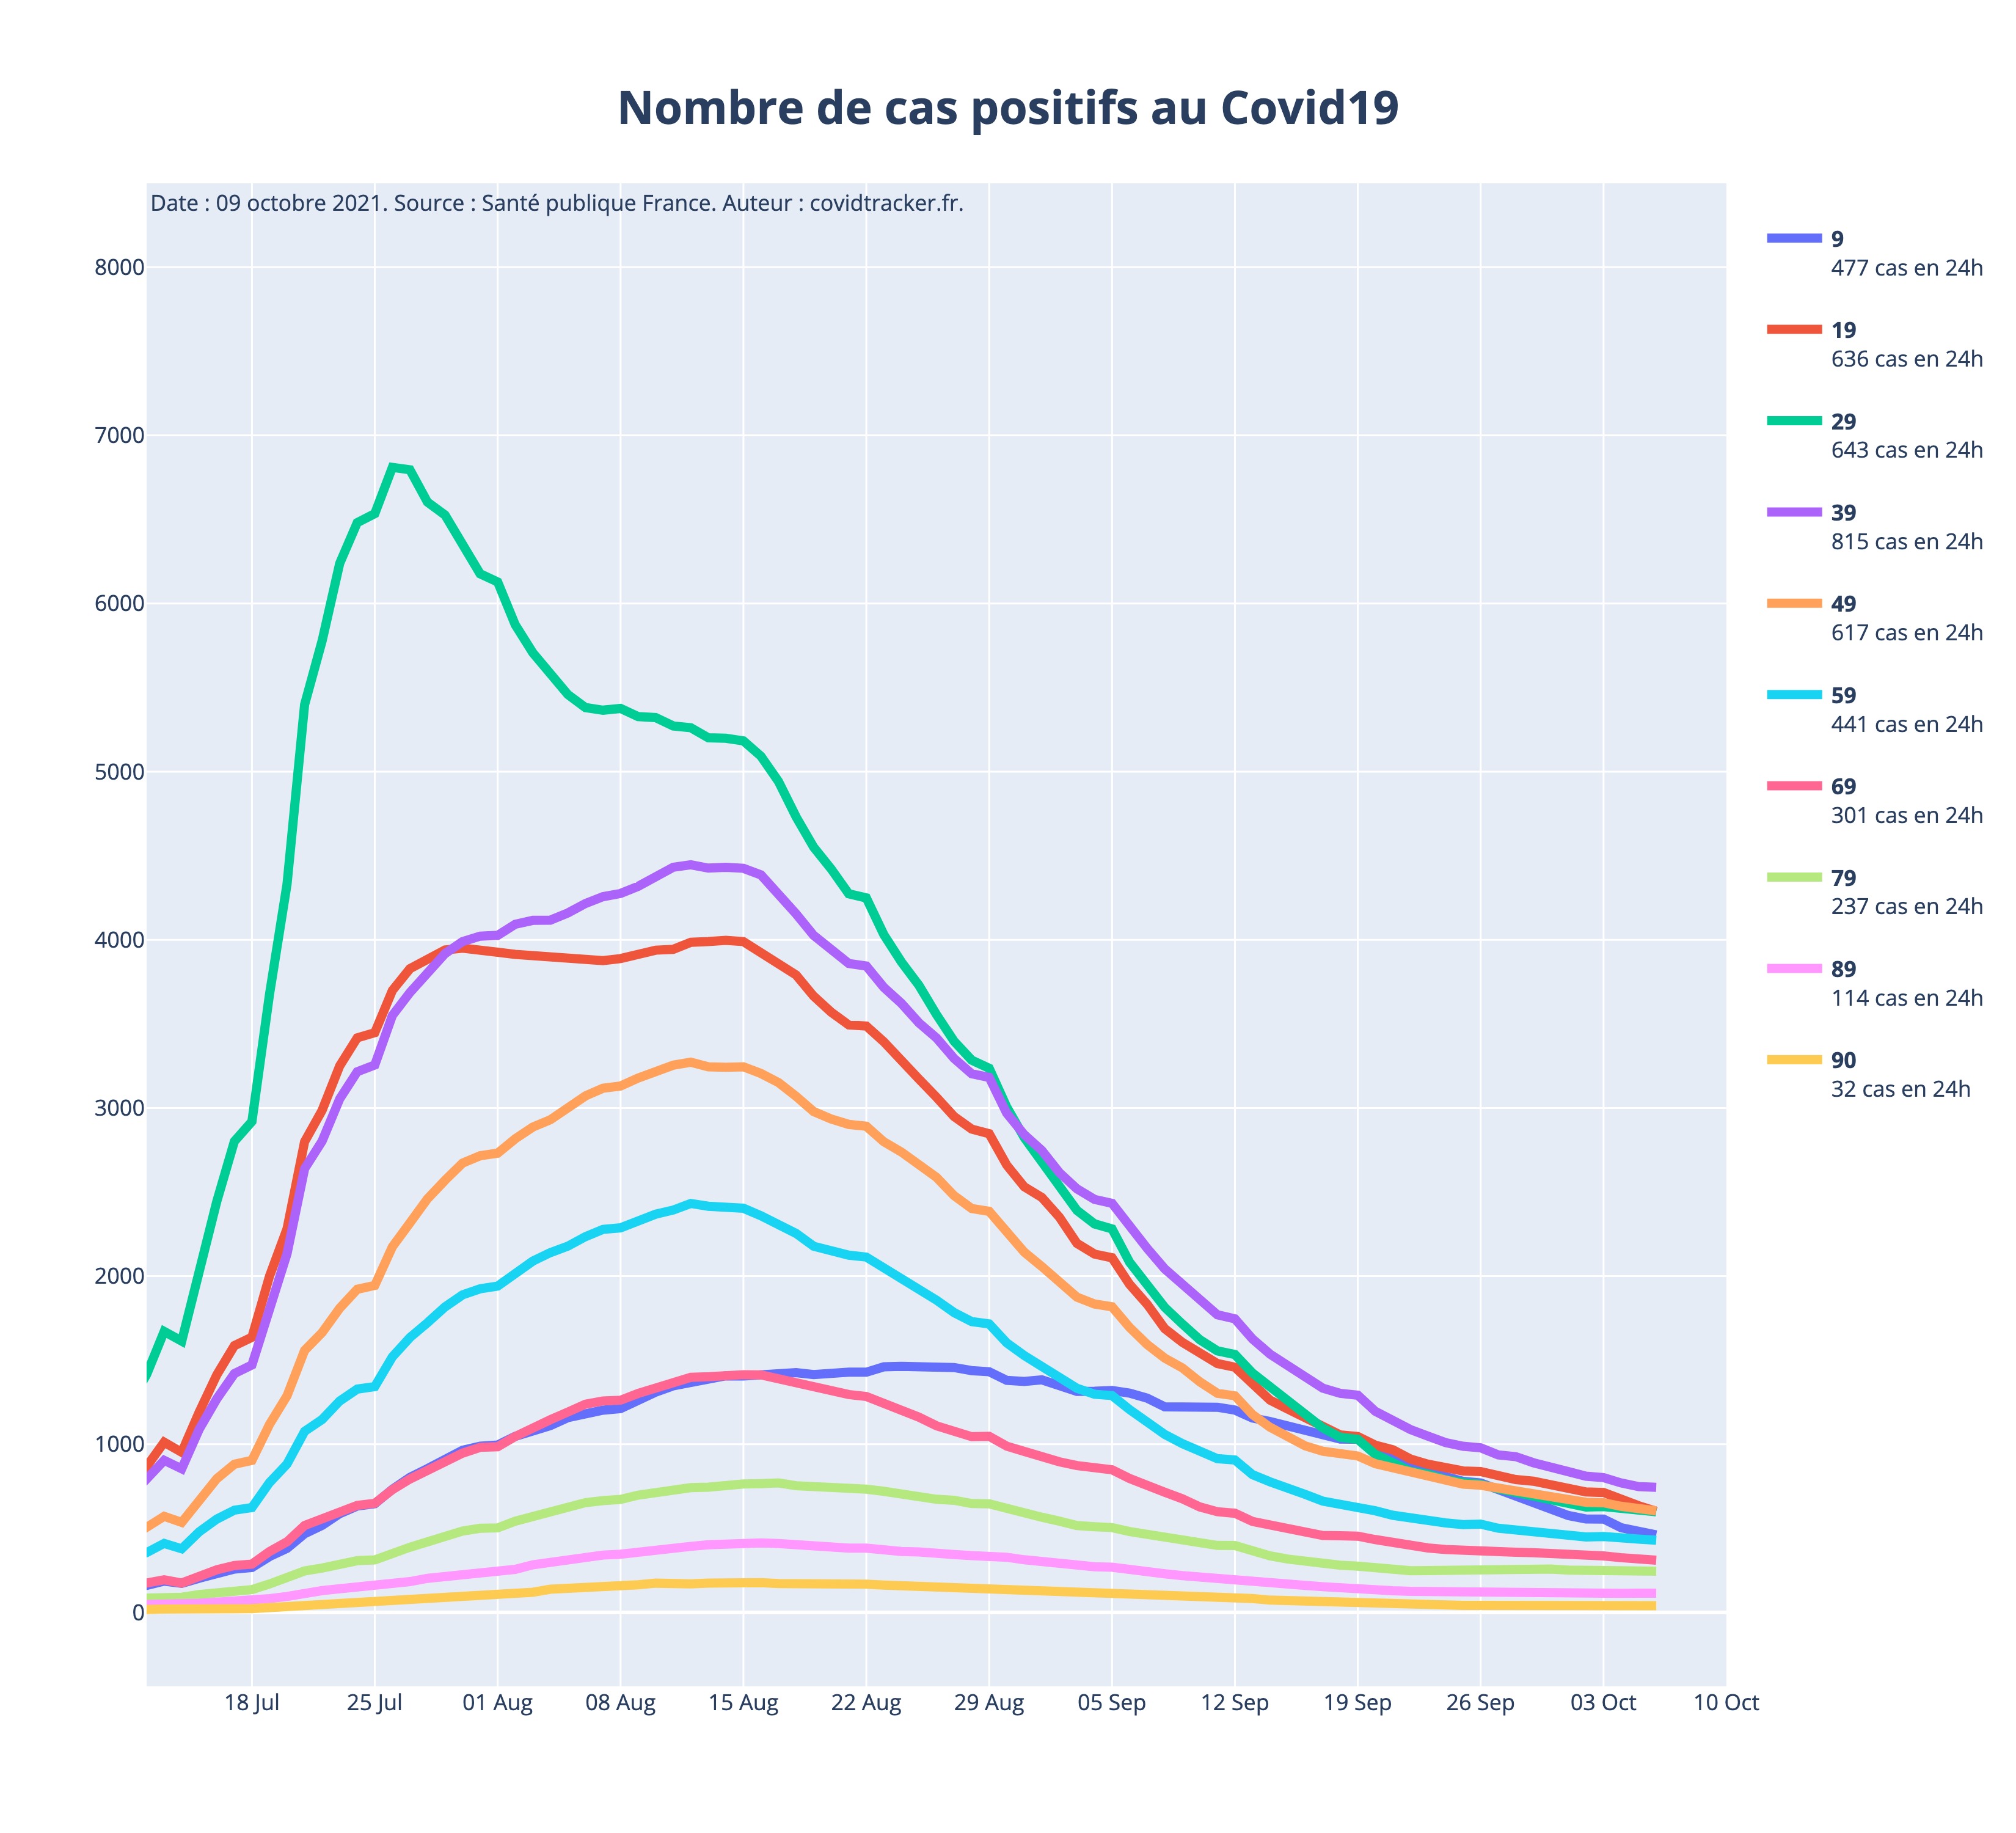 Nombre de cas positifs au Covid19
Date : 09 octobre 2021. Source : Santé publique France. Auteur : covidtracker.fr.
8000
7000
6000
5000
4000
3000
2000
1000
0
18 Jul
25 Jul
01 Aug
08 Aug
15 Aug
22 Aug
29 Aug
05 Sep
12 Sep
19 Sep
26 Sep
03 Oct
10 Oct
9
477 cas en 24h
19
636 cas en 24h
29
643 cas en 24h
39
815 cas en 24h
49
617 cas en 24h
59
441 cas en 24h
69
301 cas en 24h
79
237 cas en 24h
89
114 cas en 24h
90
32 cas en 24h